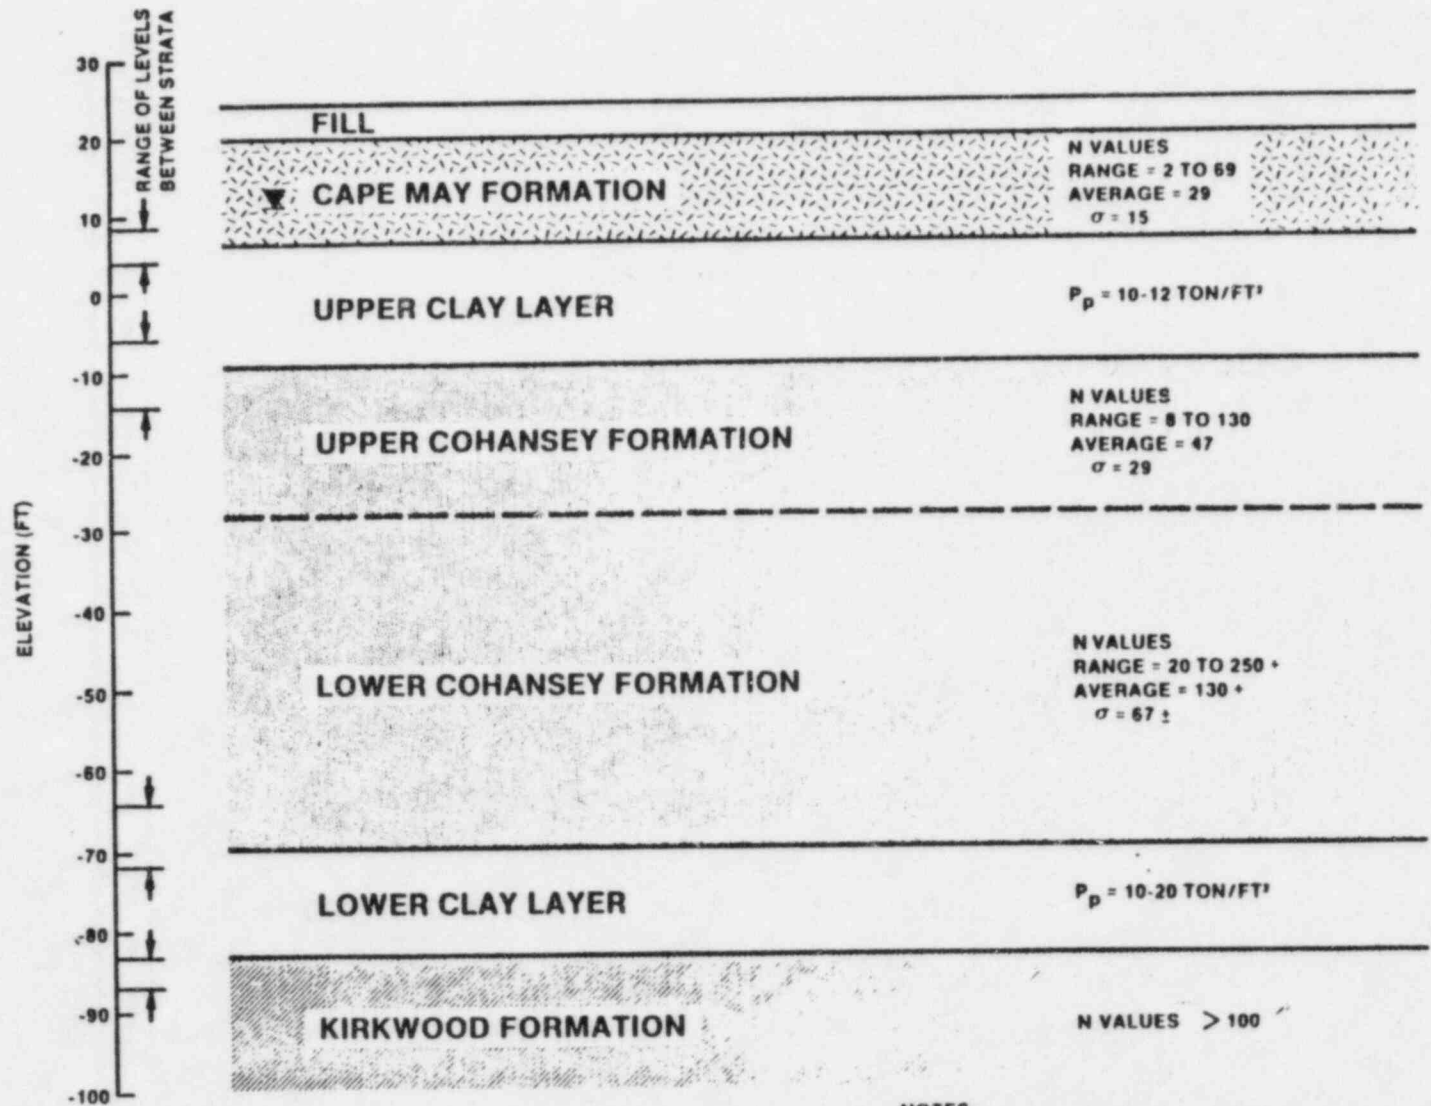 RANGE OF LEVELS
BETWEEN STRATA
ELEVATION (FT)
30
20
10
0
-10
-20
-30
-40
-50
-60
-70
-80
-90
-100
FILL
CAPE MAY FORMATION
N VALUES
RANGE = 2 TO 69
AVERAGE = 29
σ = 15
UPPER CLAY LAYER
Pp = 10-12 TON/FT²
UPPER COHANSEY FORMATION
N VALUES
RANGE = 8 TO 130
AVERAGE = 47
σ = 29
LOWER COHANSEY FORMATION
N VALUES
RANGE = 20 TO 250 +
AVERAGE = 130 +
σ = 67 ±
LOWER CLAY LAYER
Pp = 10-20 TON/FT²
KIRKWOOD FORMATION
N VALUES > 100
NOTES